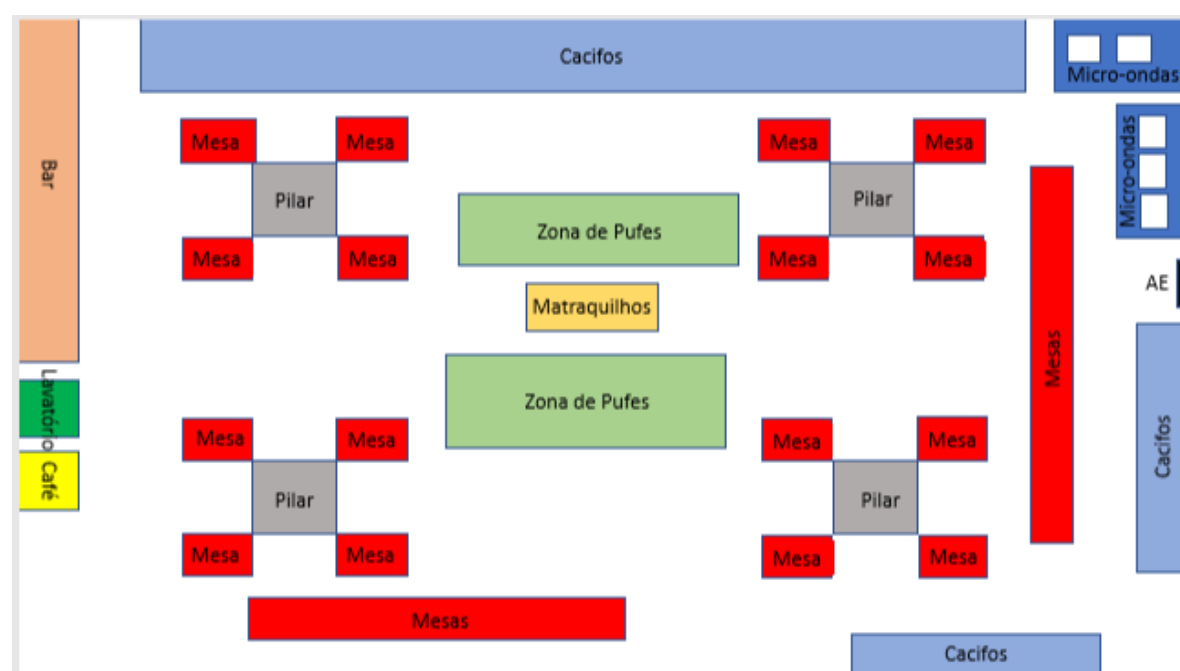 Cacifos
Micro-ondas
Micro-ondas
Bar
Mesa
Mesa
Mesa
Mesa
Pilar
Pilar
Zona de Pufes
Mesa
Mesa
Mesa
Mesa
AE
Matraquilhos
Mesas
Lavatório
Zona de Pufes
Café
Mesa
Mesa
Mesa
Mesa
Cacifos
Pilar
Pilar
Mesa
Mesa
Mesa
Mesa
Mesas
Cacifos